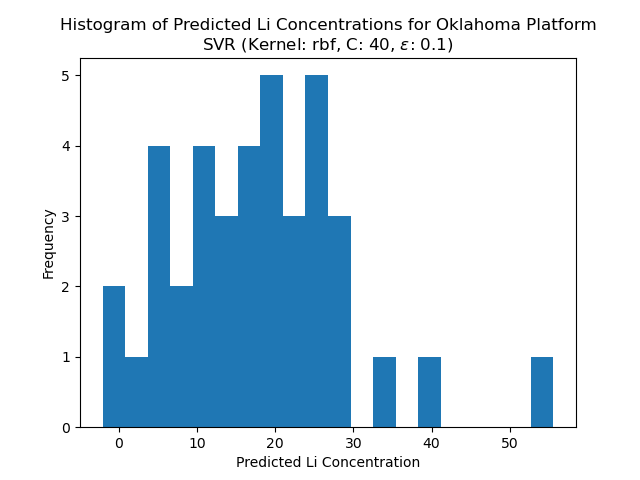 Histogram of Predicted Li Concentrations for Oklahoma Platform
SVR (Kernel: rbf, C: 40, ε: 0.1)
5
4
3
2
1
0
Frequency
0 10 20 30 40 50
Predicted Li Concentration